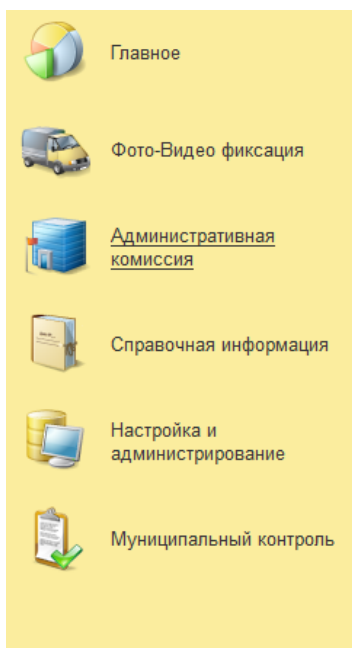 Главное
Фото-Видео фиксация
Административная
комиссия
Справочная информация
Настройка и
администрирование
Муниципальный контроль